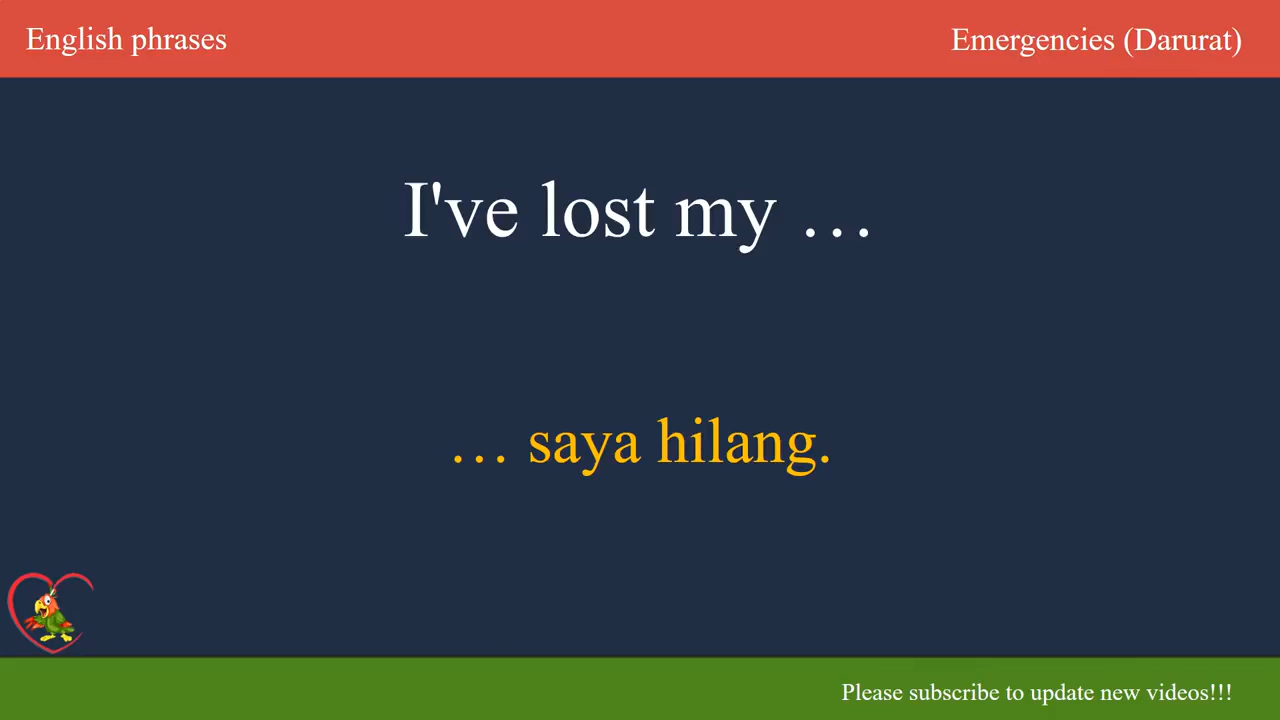 English phrases
Emergencies (Darurat)
I've lost my …
… saya hilang.
Please subscribe to update new videos!!!